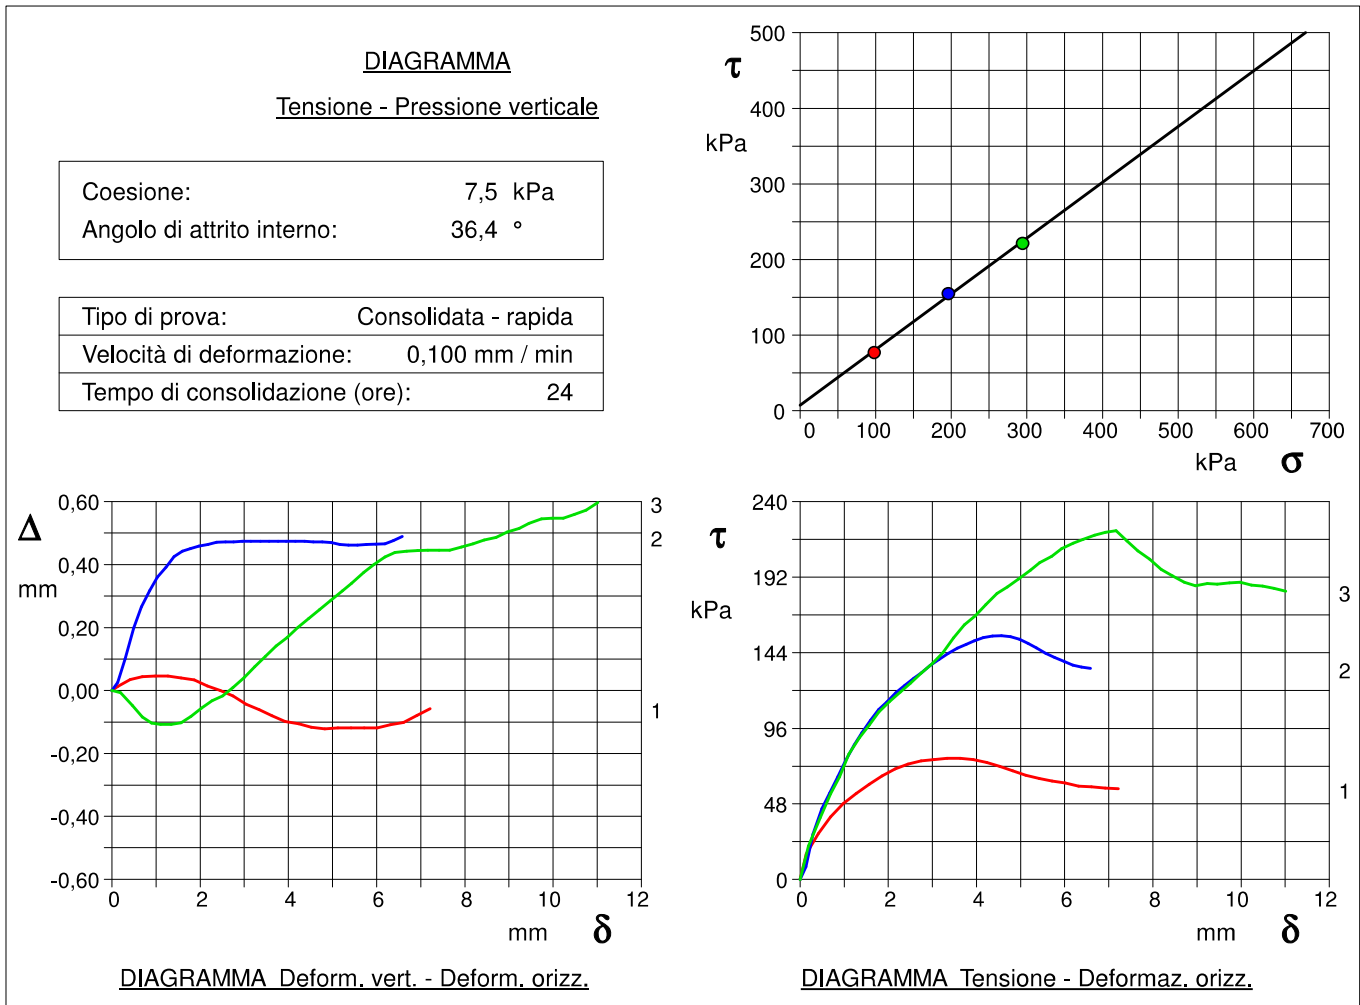 DIAGRAMMA
Tensione - Pressione verticale
Coesione: 7,5 kPa
Angolo di attrito interno: 36,4 °
Tipo di prova: Consolidata - rapida
Velocità di deformazione: 0,100 mm / min
Tempo di consolidazione (ore): 24
500
τ
400
kPa
300
200
100
0
0 100 200 300 400 500 600 700
kPa σ
0,60
Δ
0,40
mm
0,20
0,00
-0,20
-0,40
-0,60
3
2
1
0 2 4 6 8 10 12
mm δ
DIAGRAMMA Deform. vert. - Deform. orizz.
240
τ
192
kPa
144
96
48
0
3
2
1
0 2 4 6 8 10 12
mm δ
DIAGRAMMA Tensione - Deformaz. orizz.